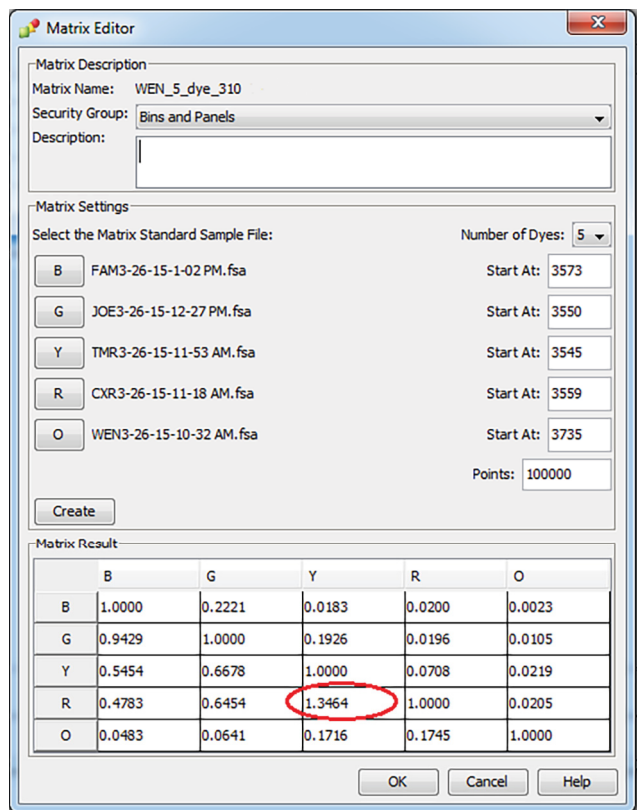 Matrix Editor
Matrix Description
Matrix Name: WEN_5_dye_310
Security Group: Bins and Panels
Description:
Matrix Settings
Select the Matrix Standard Sample File: Number of Dyes: 5
B FAM3-26-15-1-02 PM.fsa Start At: 3573
G JOE3-26-15-12-27 PM.fsa Start At: 3550
Y TMR3-26-15-11-53 AM.fsa Start At: 3545
R CXR3-26-15-11-18 AM.fsa Start At: 3559
O WEN3-26-15-10-32 AM.fsa Start At: 3735
Points: 100000
Create
Matrix Result
B G Y R O
B 1.0000 0.2221 0.0183 0.0200 0.0023
G 0.9429 1.0000 0.1926 0.0196 0.0105
Y 0.5454 0.6678 1.0000 0.0708 0.0219
R 0.4783 0.6454 1.3464 1.0000 0.0205
O 0.0483 0.0641 0.1716 0.1745 1.0000
OK Cancel Help